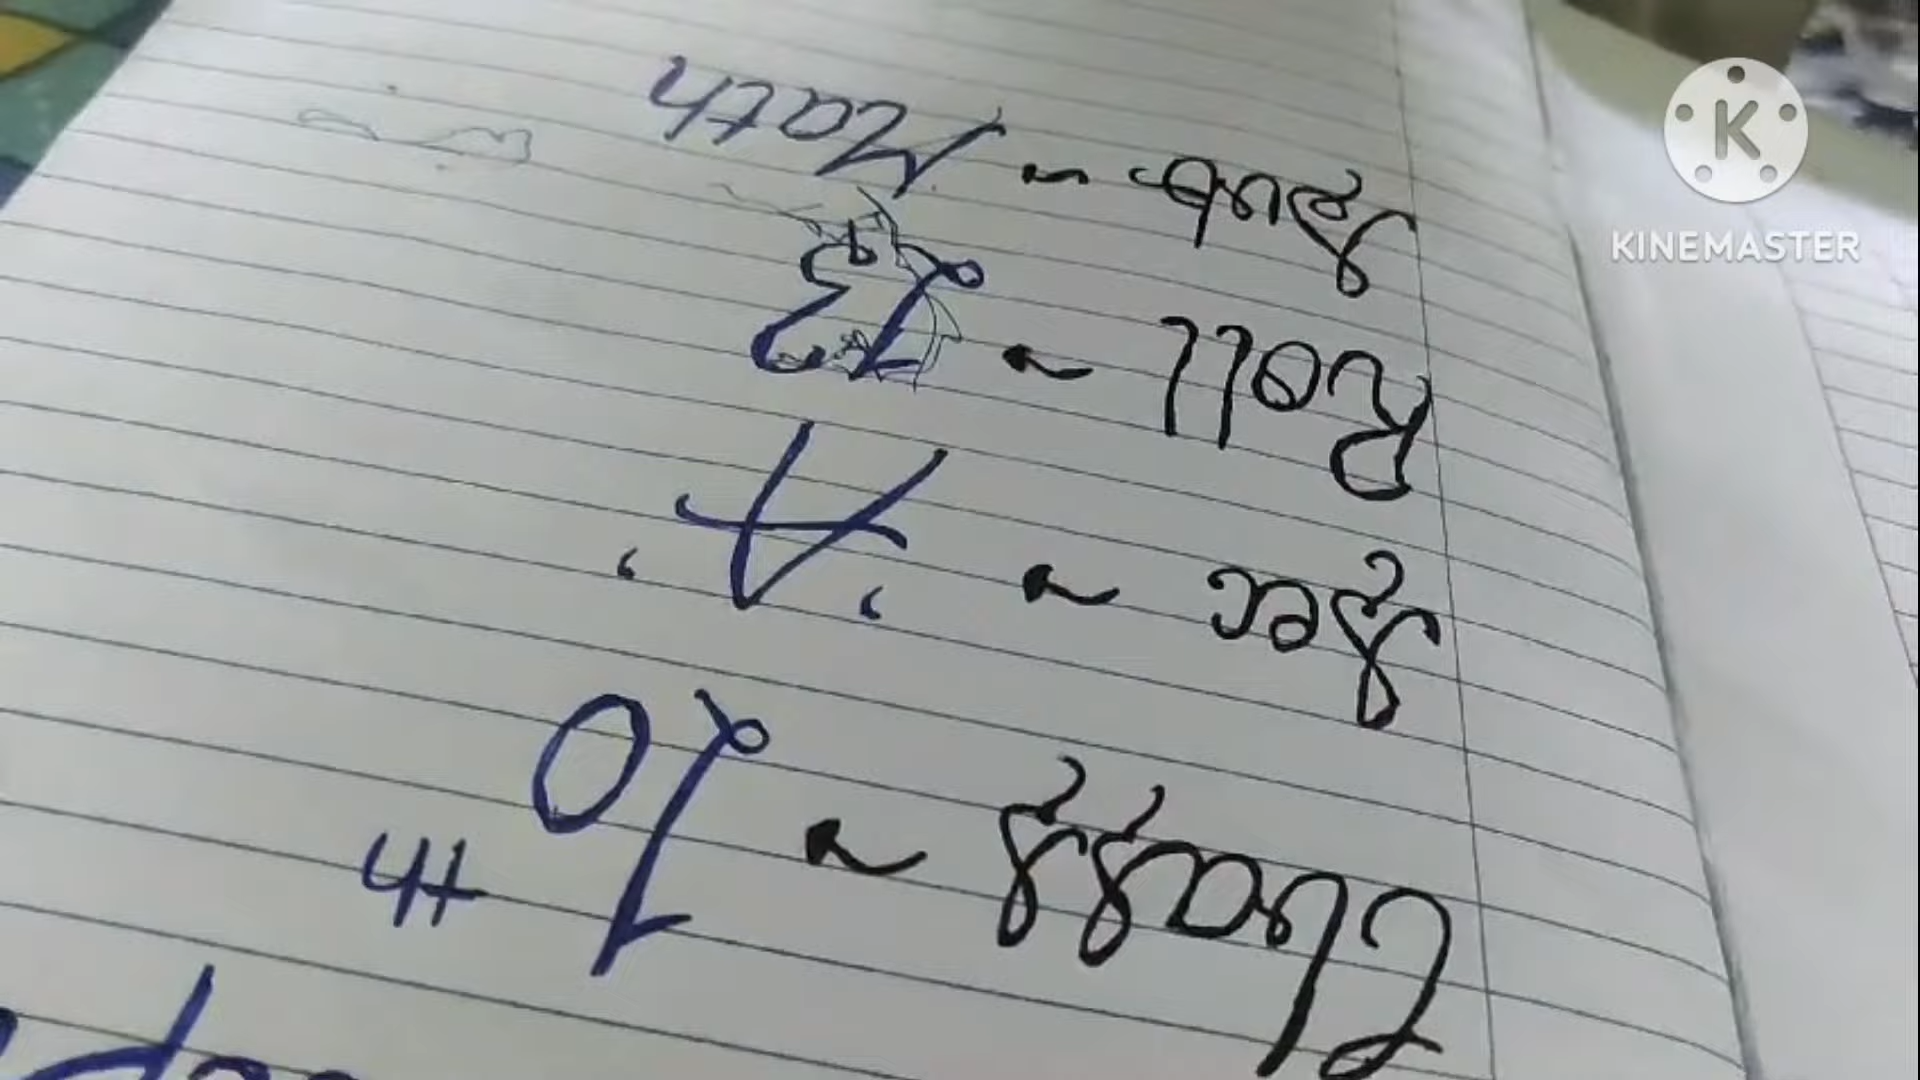 Class ~ 10th
Sec ~ 'A'
Roll ~ 13
Sub ~ Math
KINEMASTER